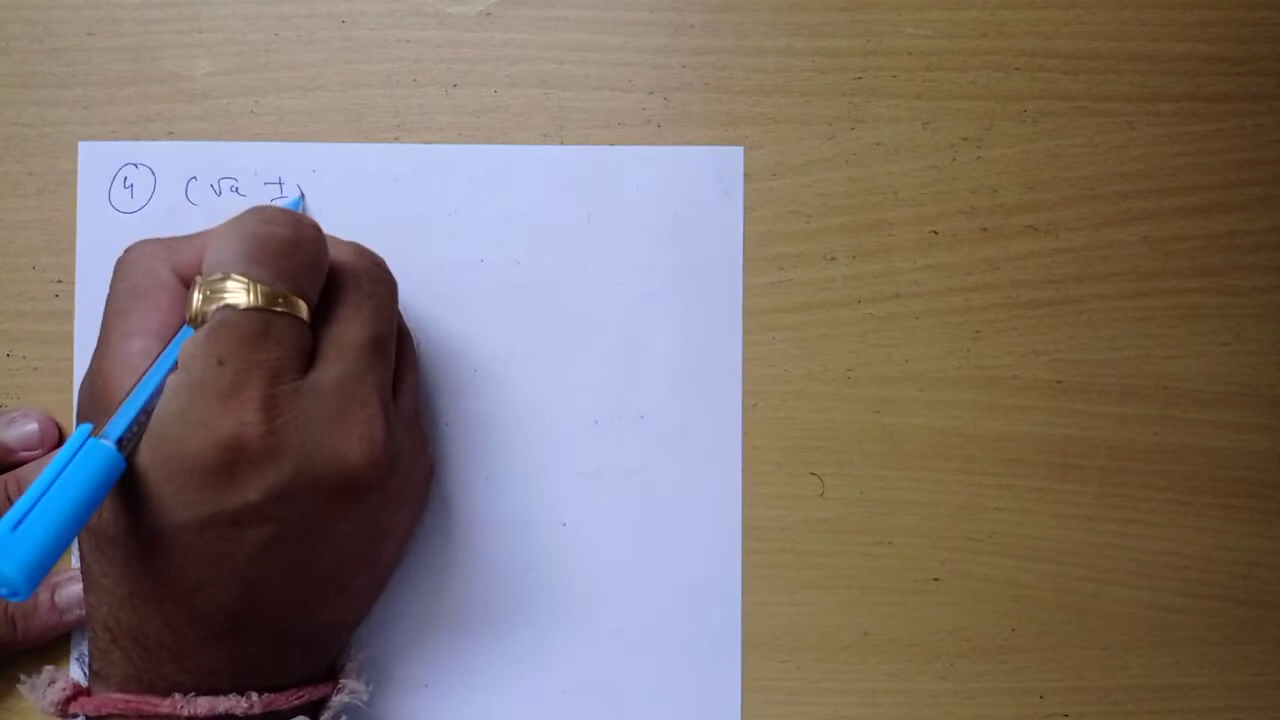 ④ (√a ±